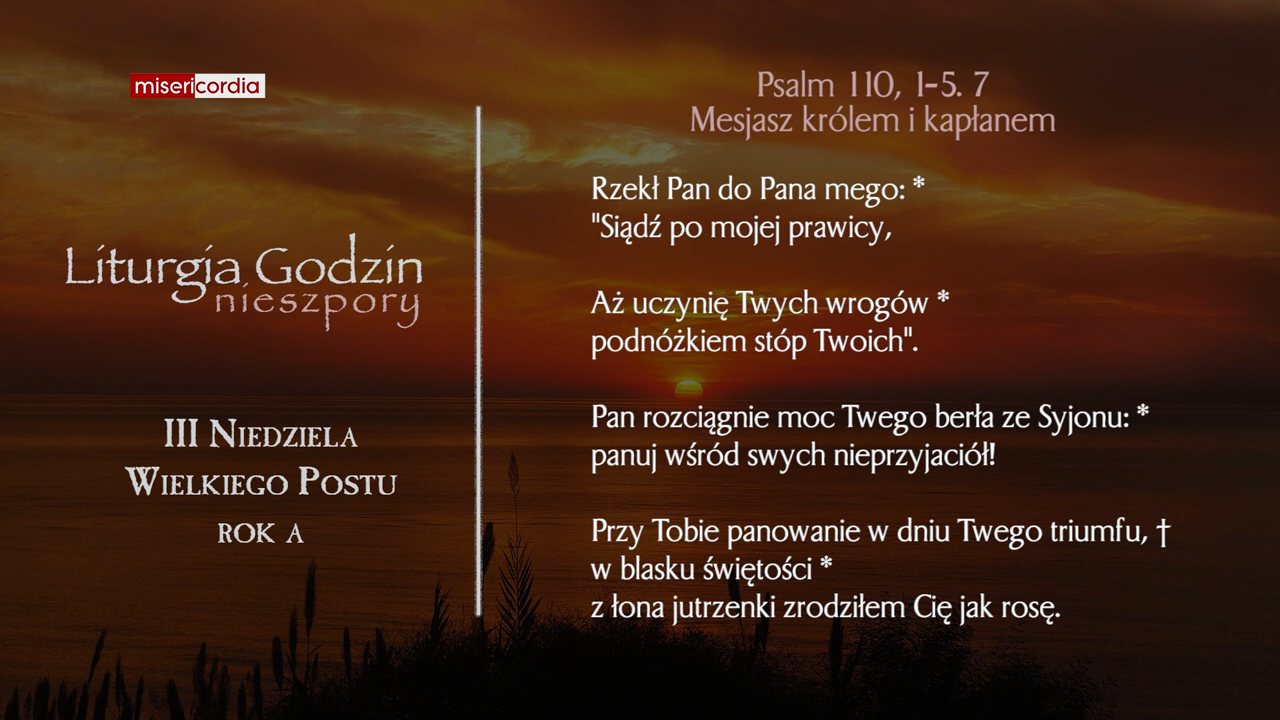 misericordia
Liturgia Godzin
nieszpory
III Niedziela
Wielkiego Postu
rok A
Psalm 110, 1-5. 7
Mesjasz królem i kapłanem
Rzekł Pan do Pana mego: *
"Siądź po mojej prawicy,
Aż uczynię Twych wrogów *
podnóżkiem stóp Twoich".
Pan rozciągnie moc Twego berła ze Syjonu: *
panuj wśród swych nieprzyjaciół!
Przy Tobie panowanie w dniu Twego triumfu, †
w blasku świętości *
z łona jutrzenki zrodziłem Cię jak rosę.